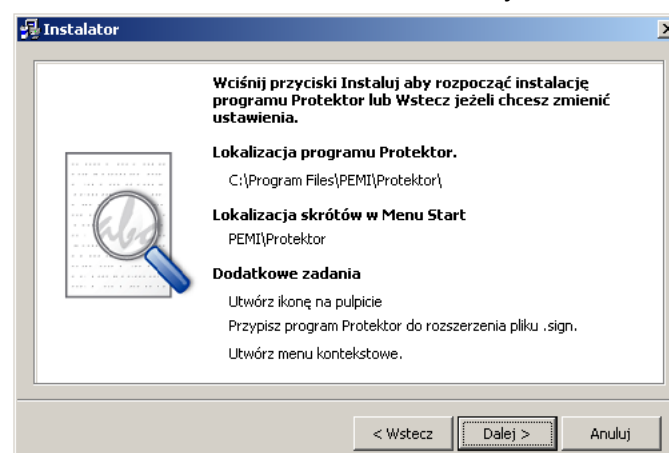 Instalator
Wciśnij przyciski Instaluj aby rozpocząć instalację
programu Protektor lub Wstecz jeżeli chcesz zmienić
ustawienia.
Lokalizacja programu Protektor.
C:\Program Files\PEMI\Protektor\
Lokalizacja skrótów w Menu Start
PEMI\Protektor
Dodatkowe zadania
Utwórz ikonę na pulpicie
Przypisz program Protektor do rozszerzenia pliku .sign.
Utwórz menu kontekstowe.
abc
< Wstecz Dalej > Anuluj